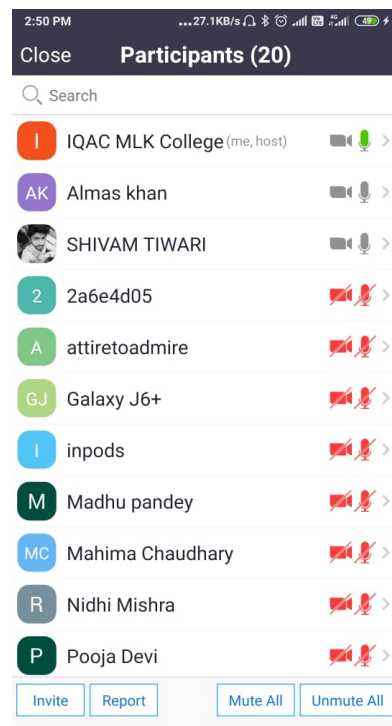 2:50 PM ...27.1KB/s 4G 49
Close Participants (20)
Search
I IQAC MLK College (me, host)
AK Almas khan
SHIVAM TIWARI
2 2a6e4d05
A attiretoadmire
GJ Galaxy J6+
I inpods
M Madhu pandey
MC Mahima Chaudhary
R Nidhi Mishra
P Pooja Devi
Invite Report Mute All Unmute All